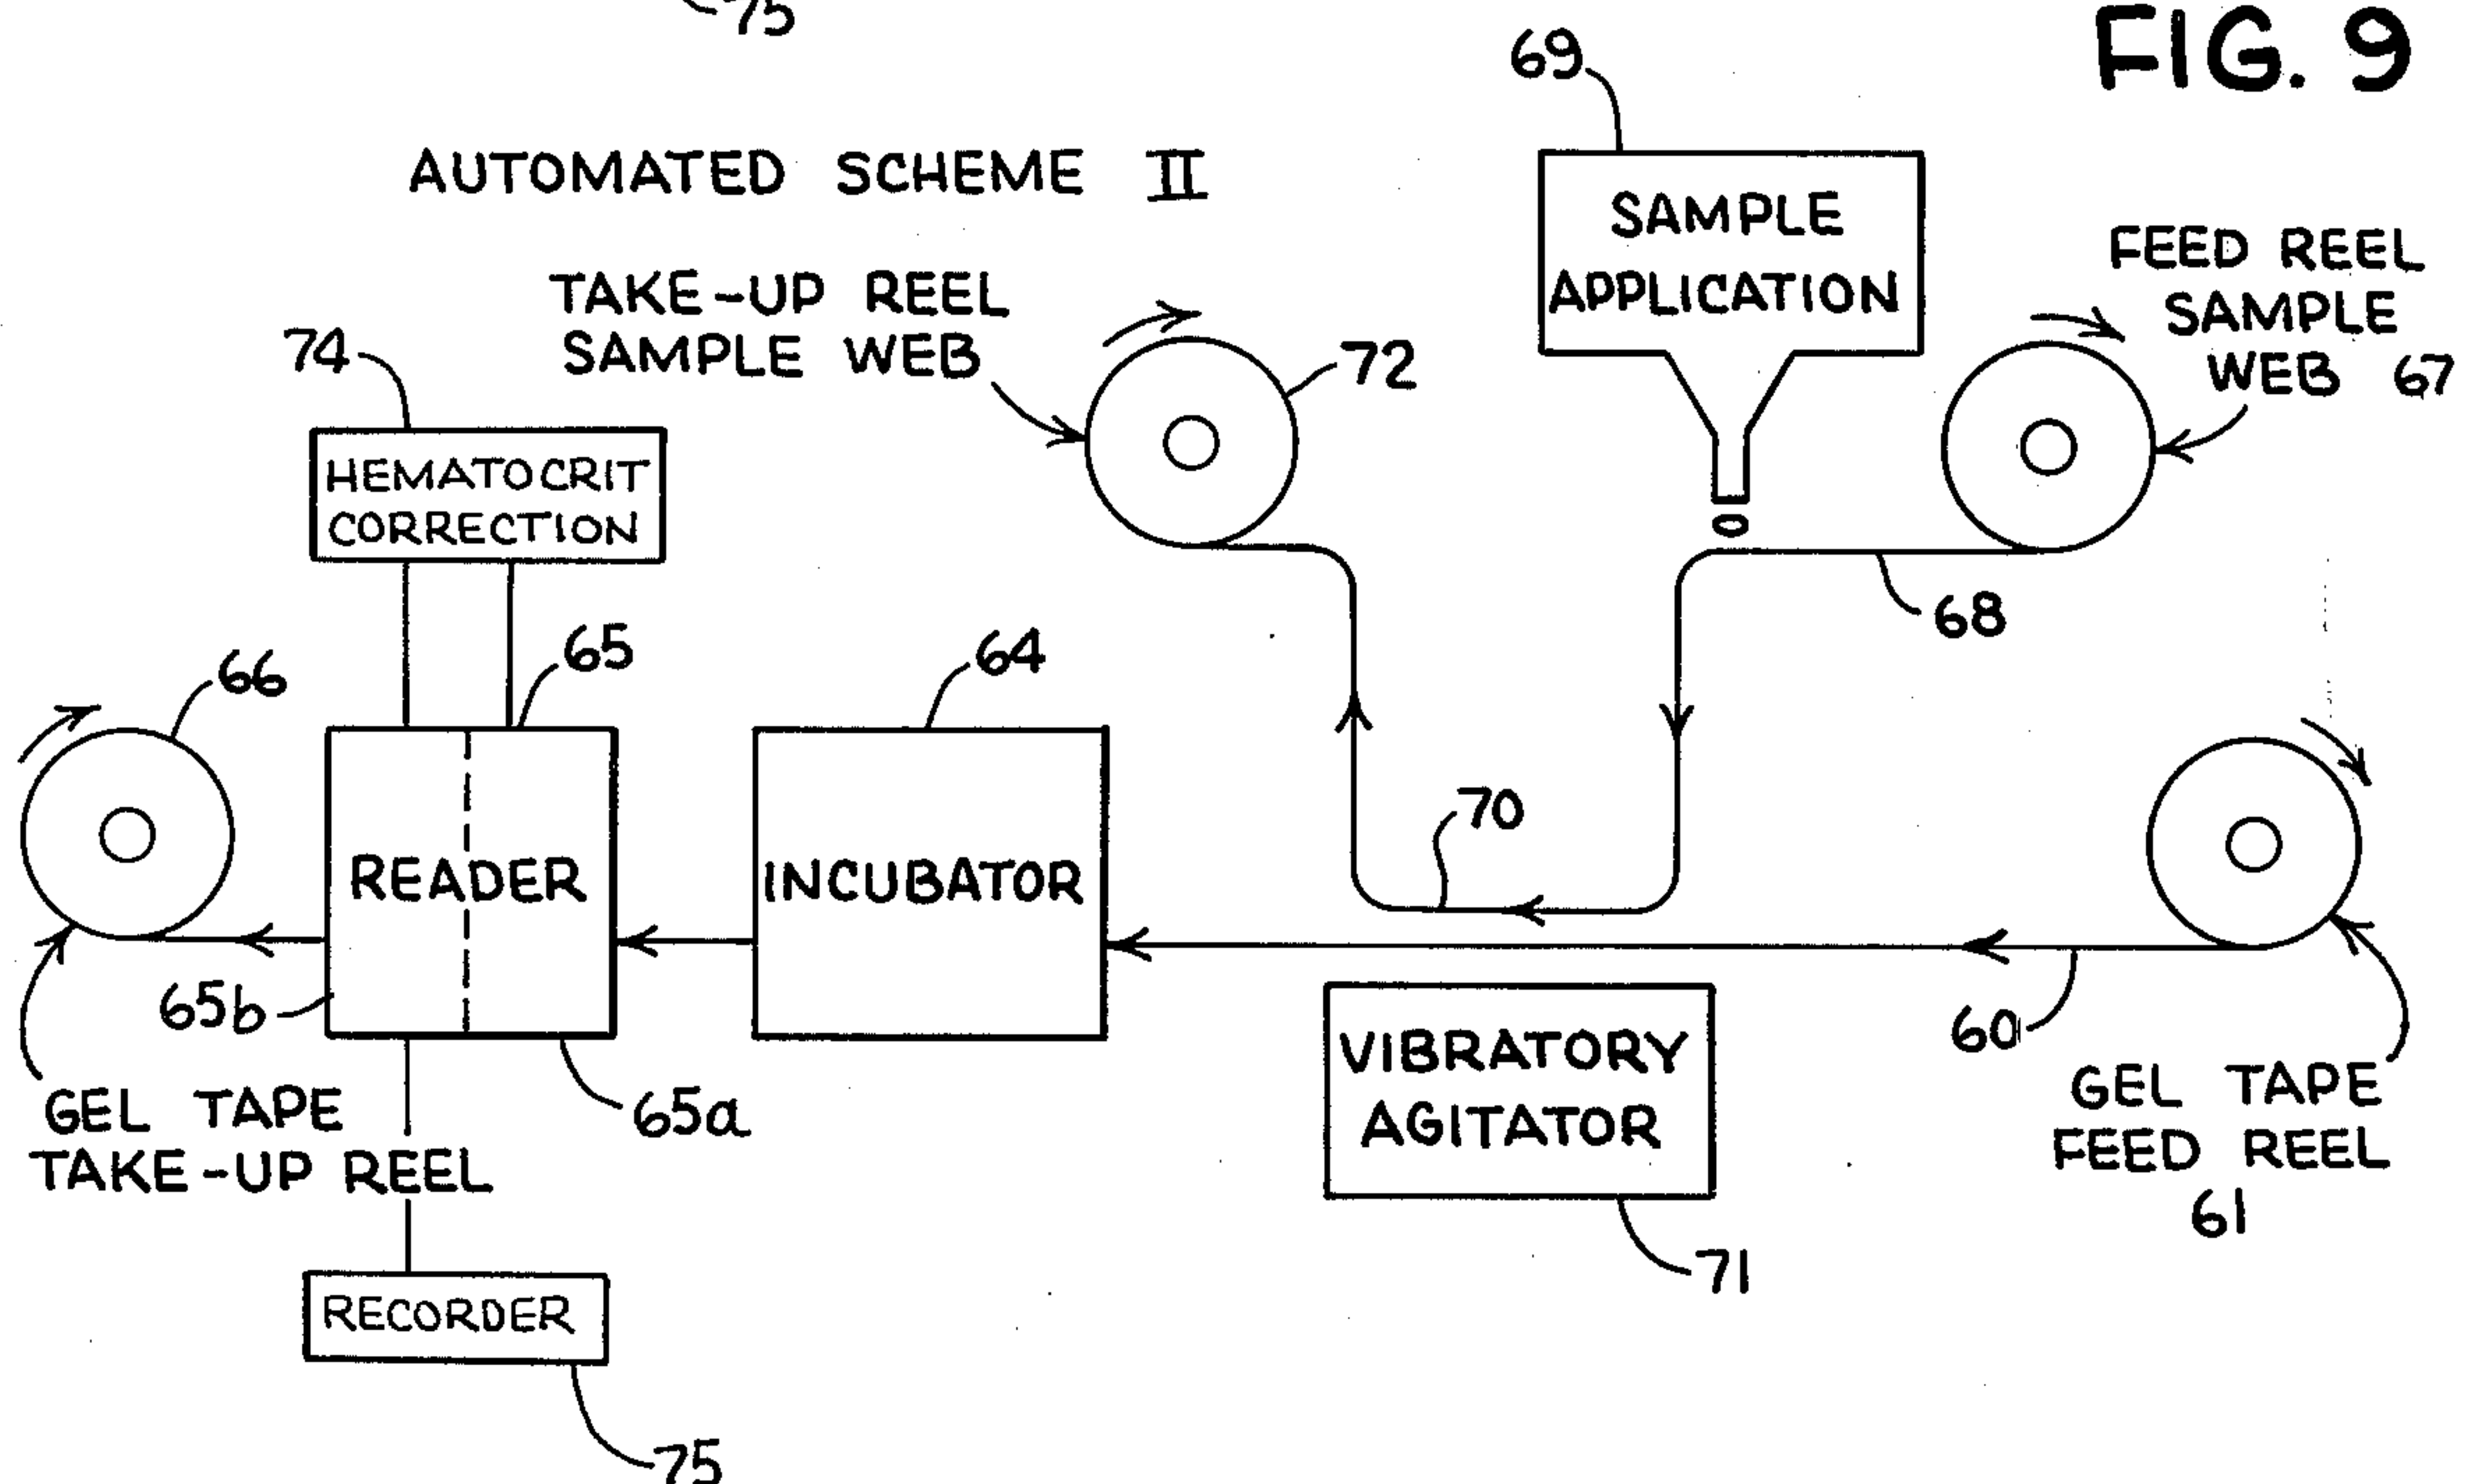 75
FIG. 9
69
AUTOMATED SCHEME II
SAMPLE
APPLICATION
FEED REEL
SAMPLE
WEB 67
TAKE-UP REEL
SAMPLE WEB
72
74
HEMATOCRIT
CORRECTION
68
65
64
66
70
READER
INCUBATOR
65b
60
VIBRATORY
AGITATOR
65a
GEL TAPE
TAKE-UP REEL
GEL TAPE
FEED REEL
61
71
RECORDER
75